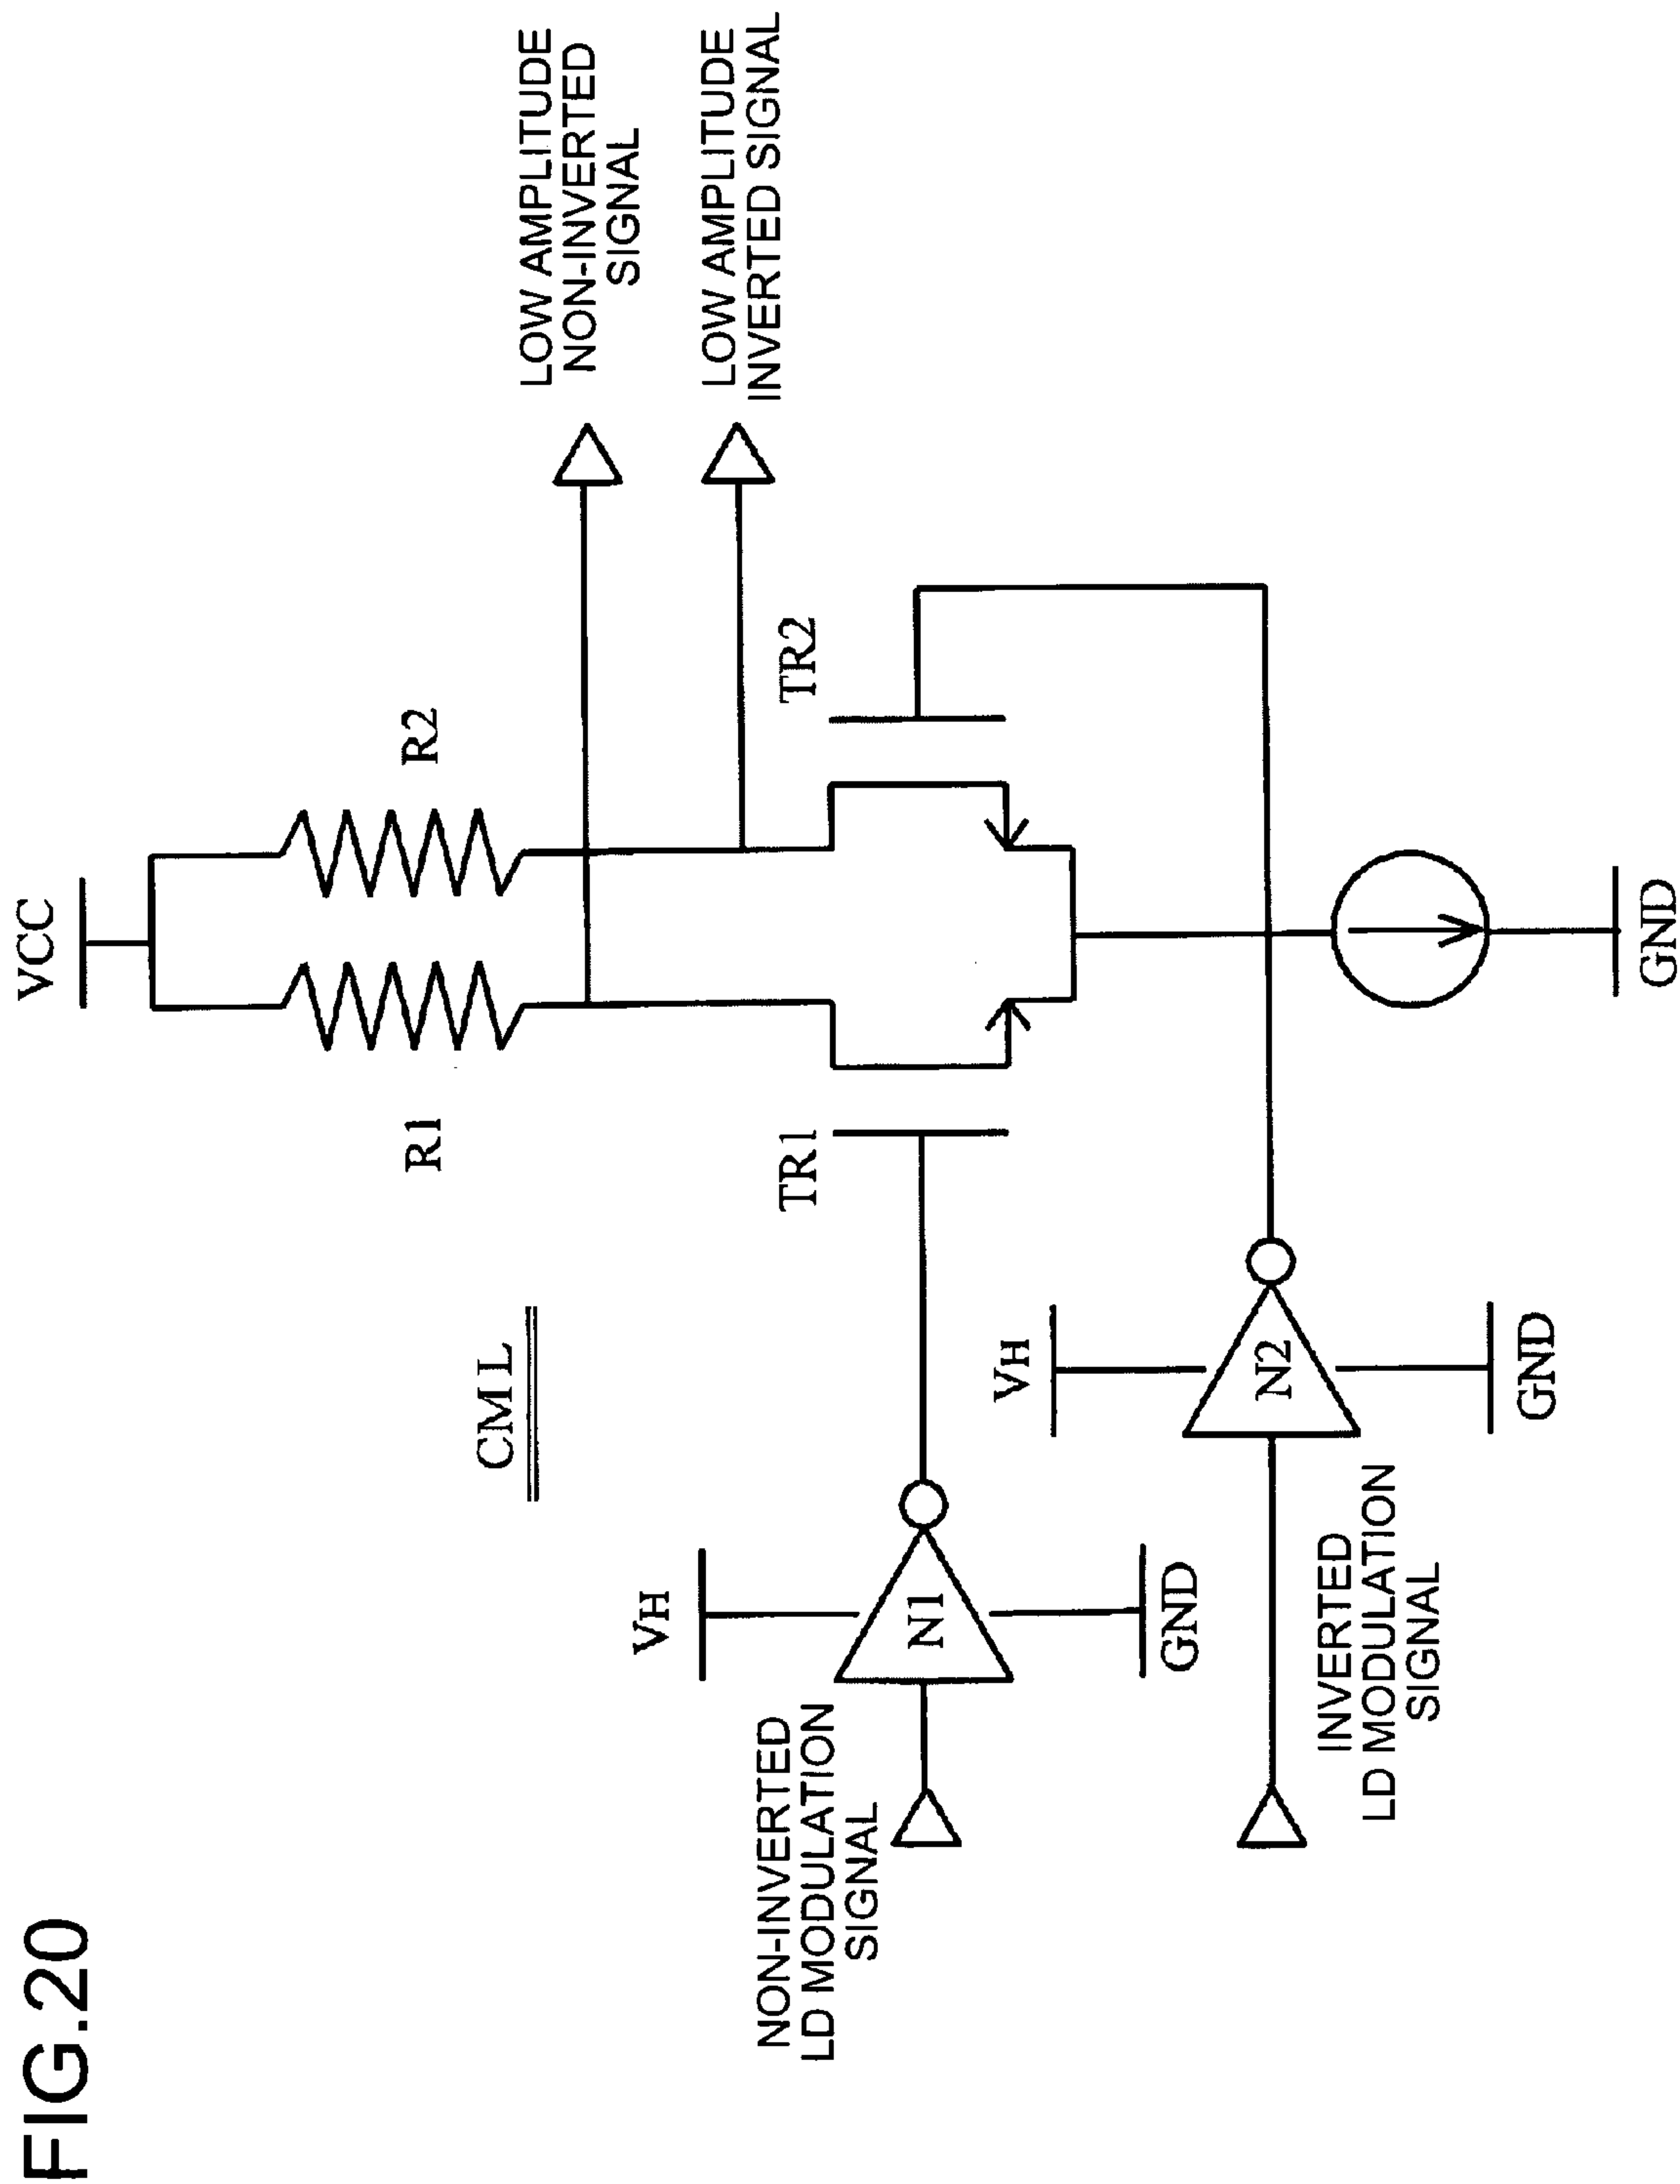 FIG.20
VCC
R1
R2
LOW AMPLITUDE
NON-INVERTED
SIGNAL
LOW AMPLITUDE
INVERTED SIGNAL
CML
TR1
TR2
VH
NON-INVERTED
LD MODULATION
SIGNAL
N1
GND
VH
N2
INVERTED
LD MODULATION
SIGNAL
GND
GND